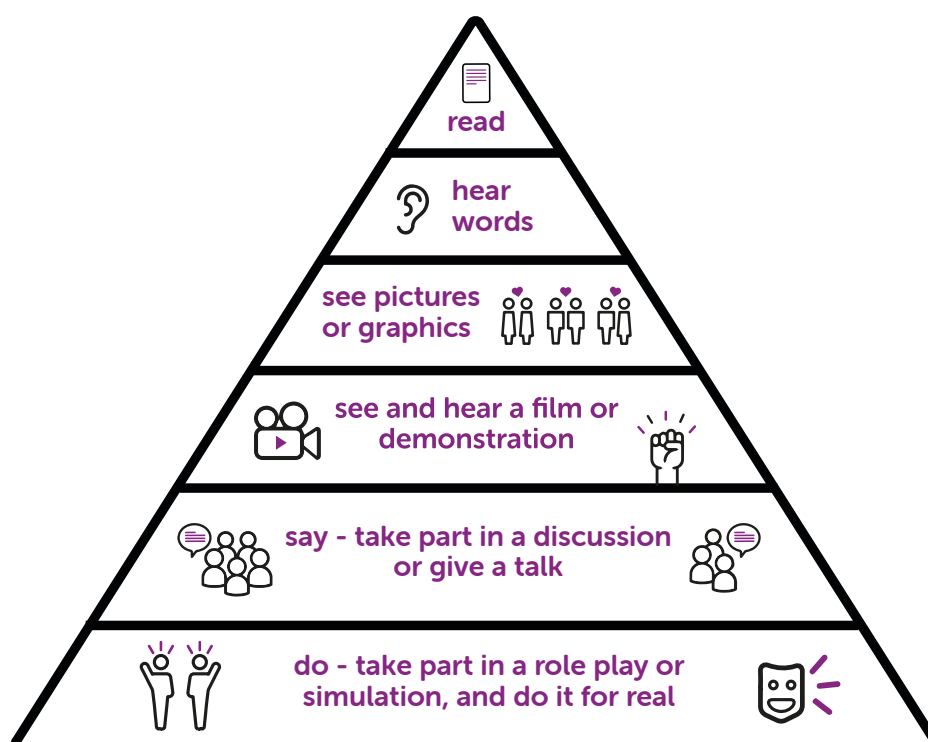 read
hear
words
see pictures
or graphics
see and hear a film or
demonstration
say - take part in a discussion
or give a talk
do - take part in a role play or
simulation, and do it for real